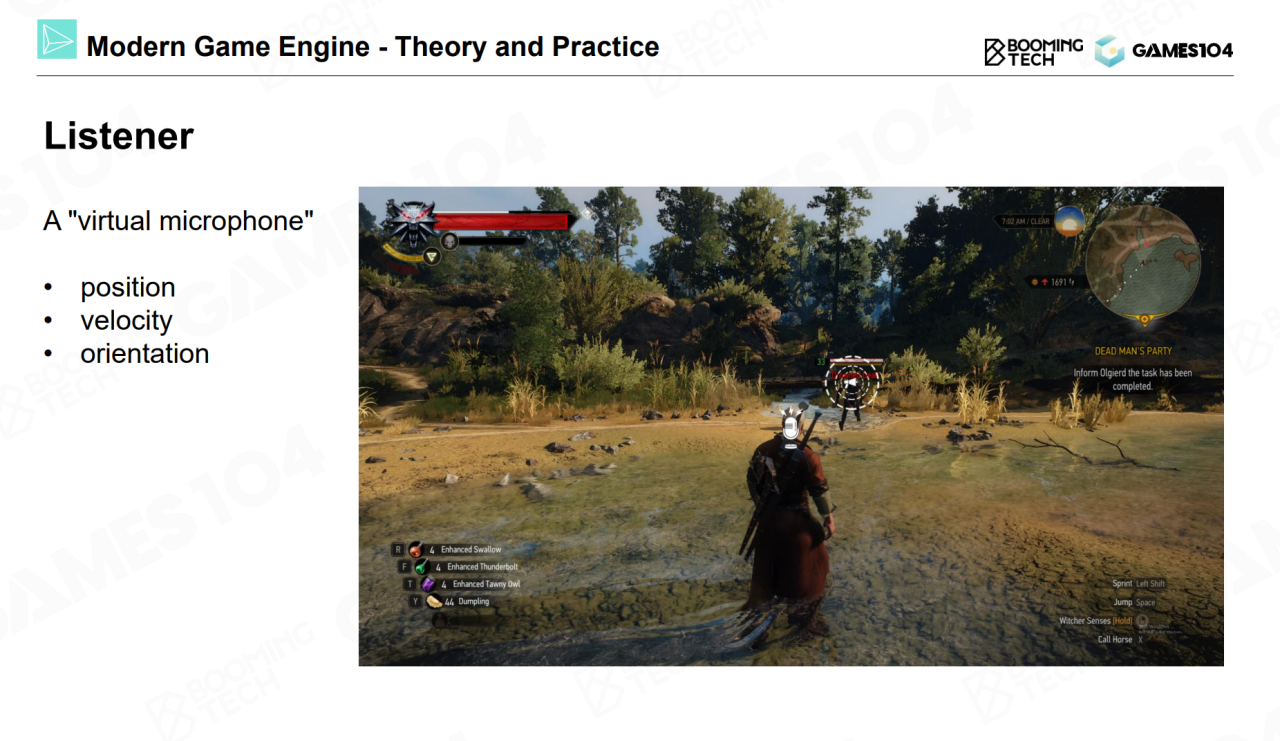 Modern Game Engine - Theory and Practice
BOOMING
TECH
GAMES104
Listener
A "virtual microphone"
• position
• velocity
• orientation
7:02 AM / CLEAR
1691
33
DEAD MAN'S PARTY
Inform Olgierd the task has been
completed.
R 4 Enhanced Swallow
F 4 Enhanced Thunderbolt
T 4 Enhanced Tawny Owl
Y 44 Dumpling
Sprint Left Shift
Jump Space
Witcher Senses [Hold]
Call Horse X